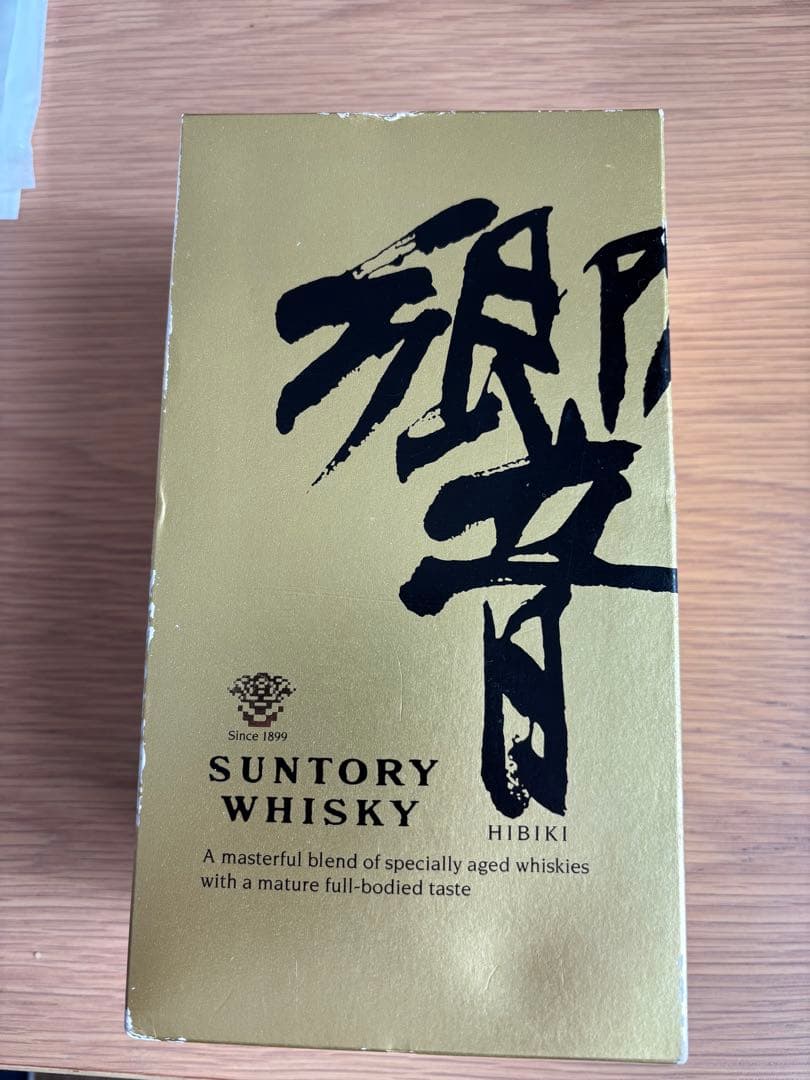 響
Since 1899
SUNTORY
WHISKY
HIBIKI
A masterful blend of specially aged whiskies
with a mature full-bodied taste